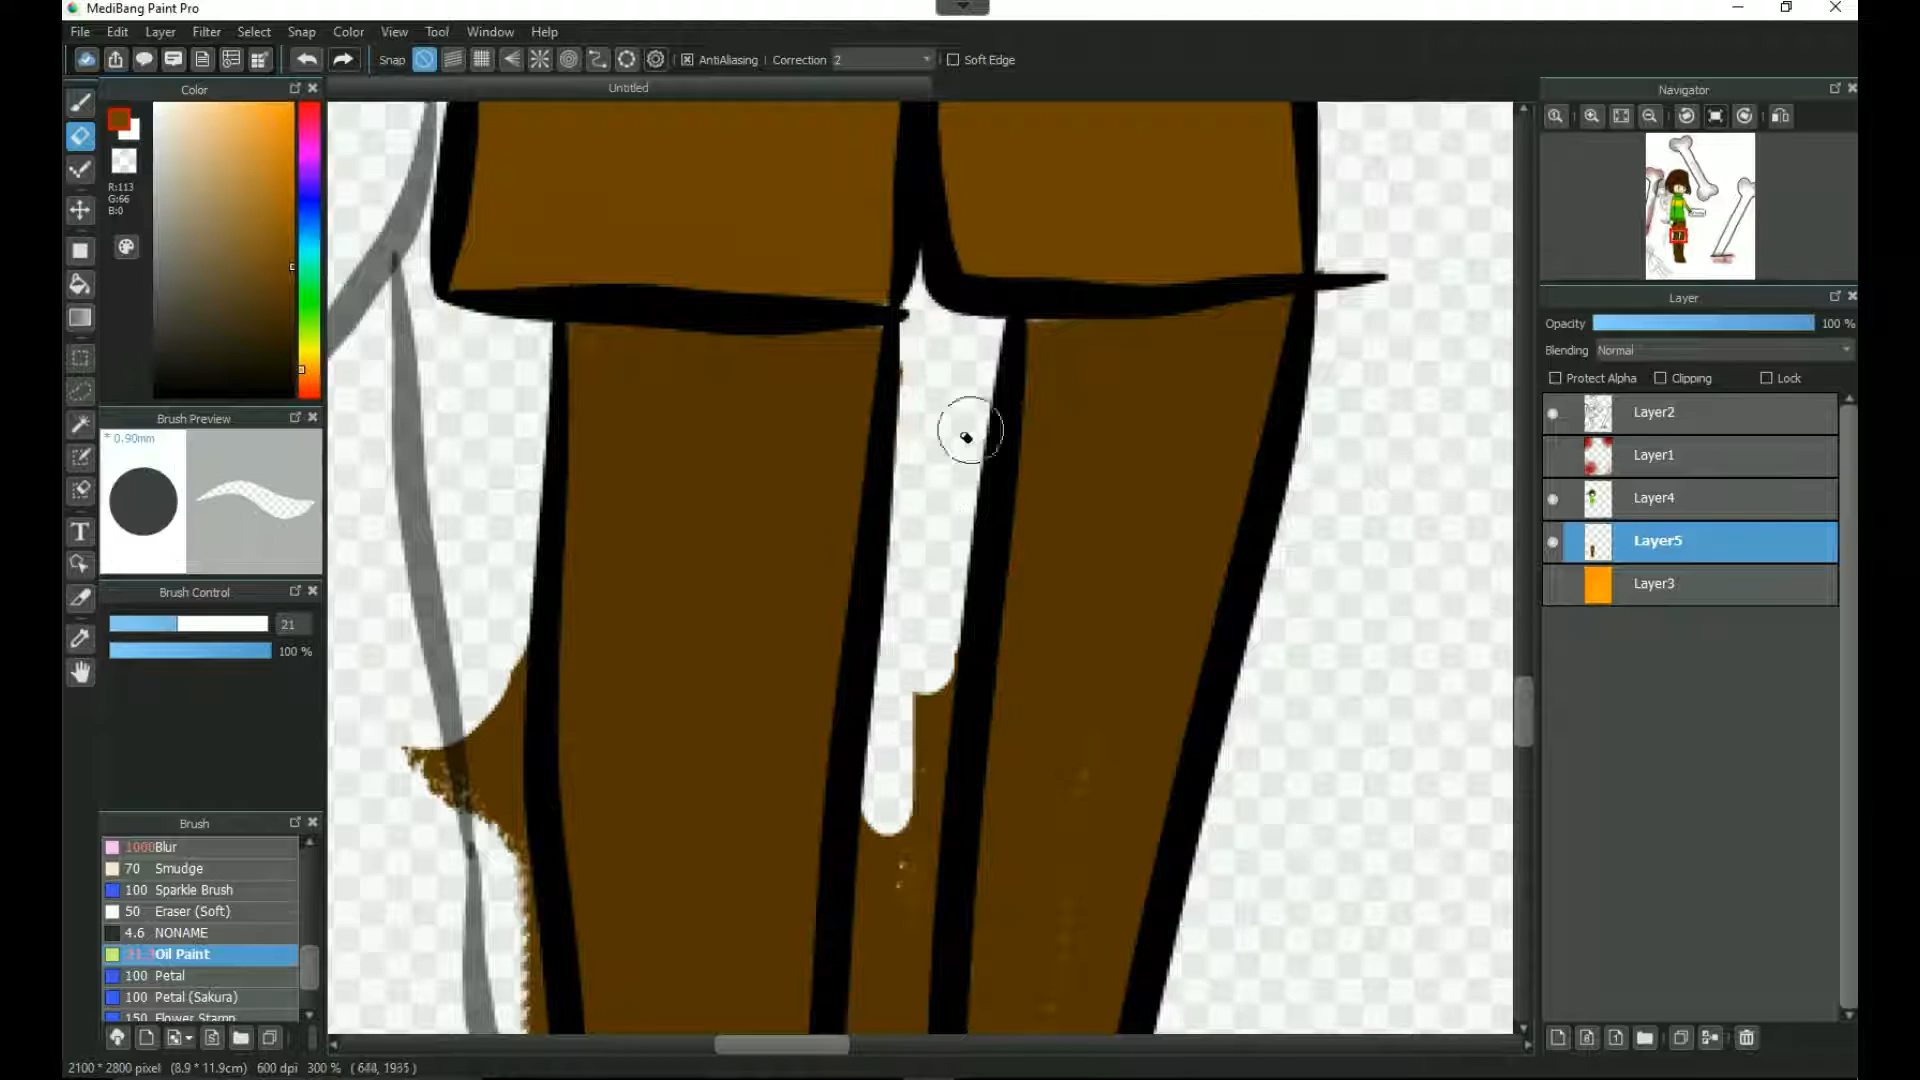 MediBang Paint Pro
File Edit Layer Filter Select Snap Color View Tool Window Help
Snap AntiAliasing Correction 2 Soft Edge
Color
Untitled
Navigator
R:113
G:66
B:0
Layer
Opacity 100 %
Blending Normal
Protect Alpha Clipping Lock
Layer2
Layer1
Layer4
Layer5
Layer3
Brush Preview
* 0.90mm
Brush Control
21
100 %
Brush
Blur
70 Smudge
100 Sparkle Brush
50 Eraser (Soft)
4.6 NONAME
Oil Paint
100 Petal
100 Petal (Sakura)
150 Flower Stamp
2100 * 2800 pixel (8.9 * 11.9cm) 600 dpi 300 %